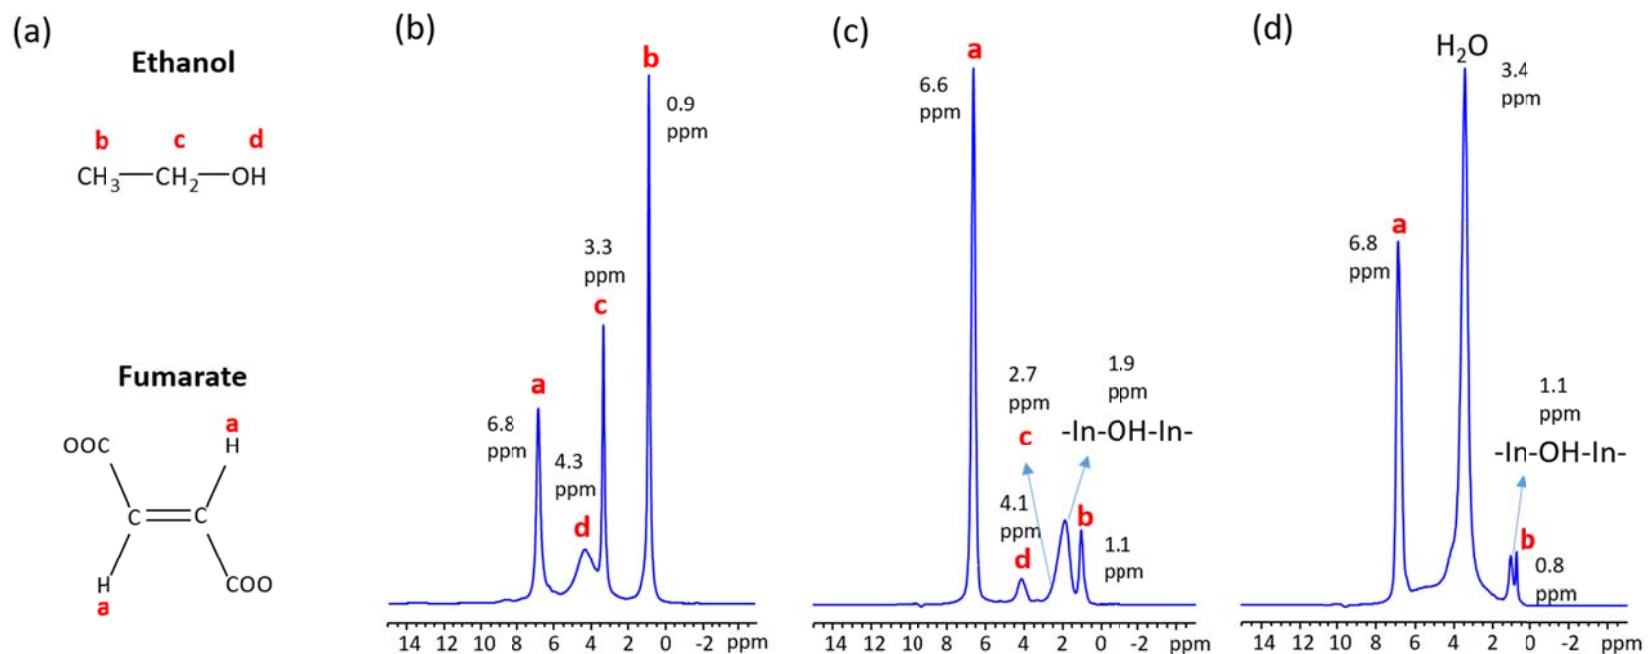 (a)
Ethanol
b c d
CH3—CH2—OH
Fumarate
a
OOC H
C C
H COO
a
(b)
b
0.9
ppm
3.3
ppm
c
a
6.8
ppm
4.3
ppm
d
14 12 10 8 6 4 2 0 -2 ppm
(c)
a
6.6
ppm
2.7
ppm
c
1.9
ppm
-In-OH-In-
4.1
ppm
d
b
1.1
ppm
14 12 10 8 6 4 2 0 -2 ppm
(d)
H2O
3.4
ppm
a
6.8
ppm
1.1
ppm
-In-OH-In-
b
0.8
ppm
14 12 10 8 6 4 2 0 -2 ppm